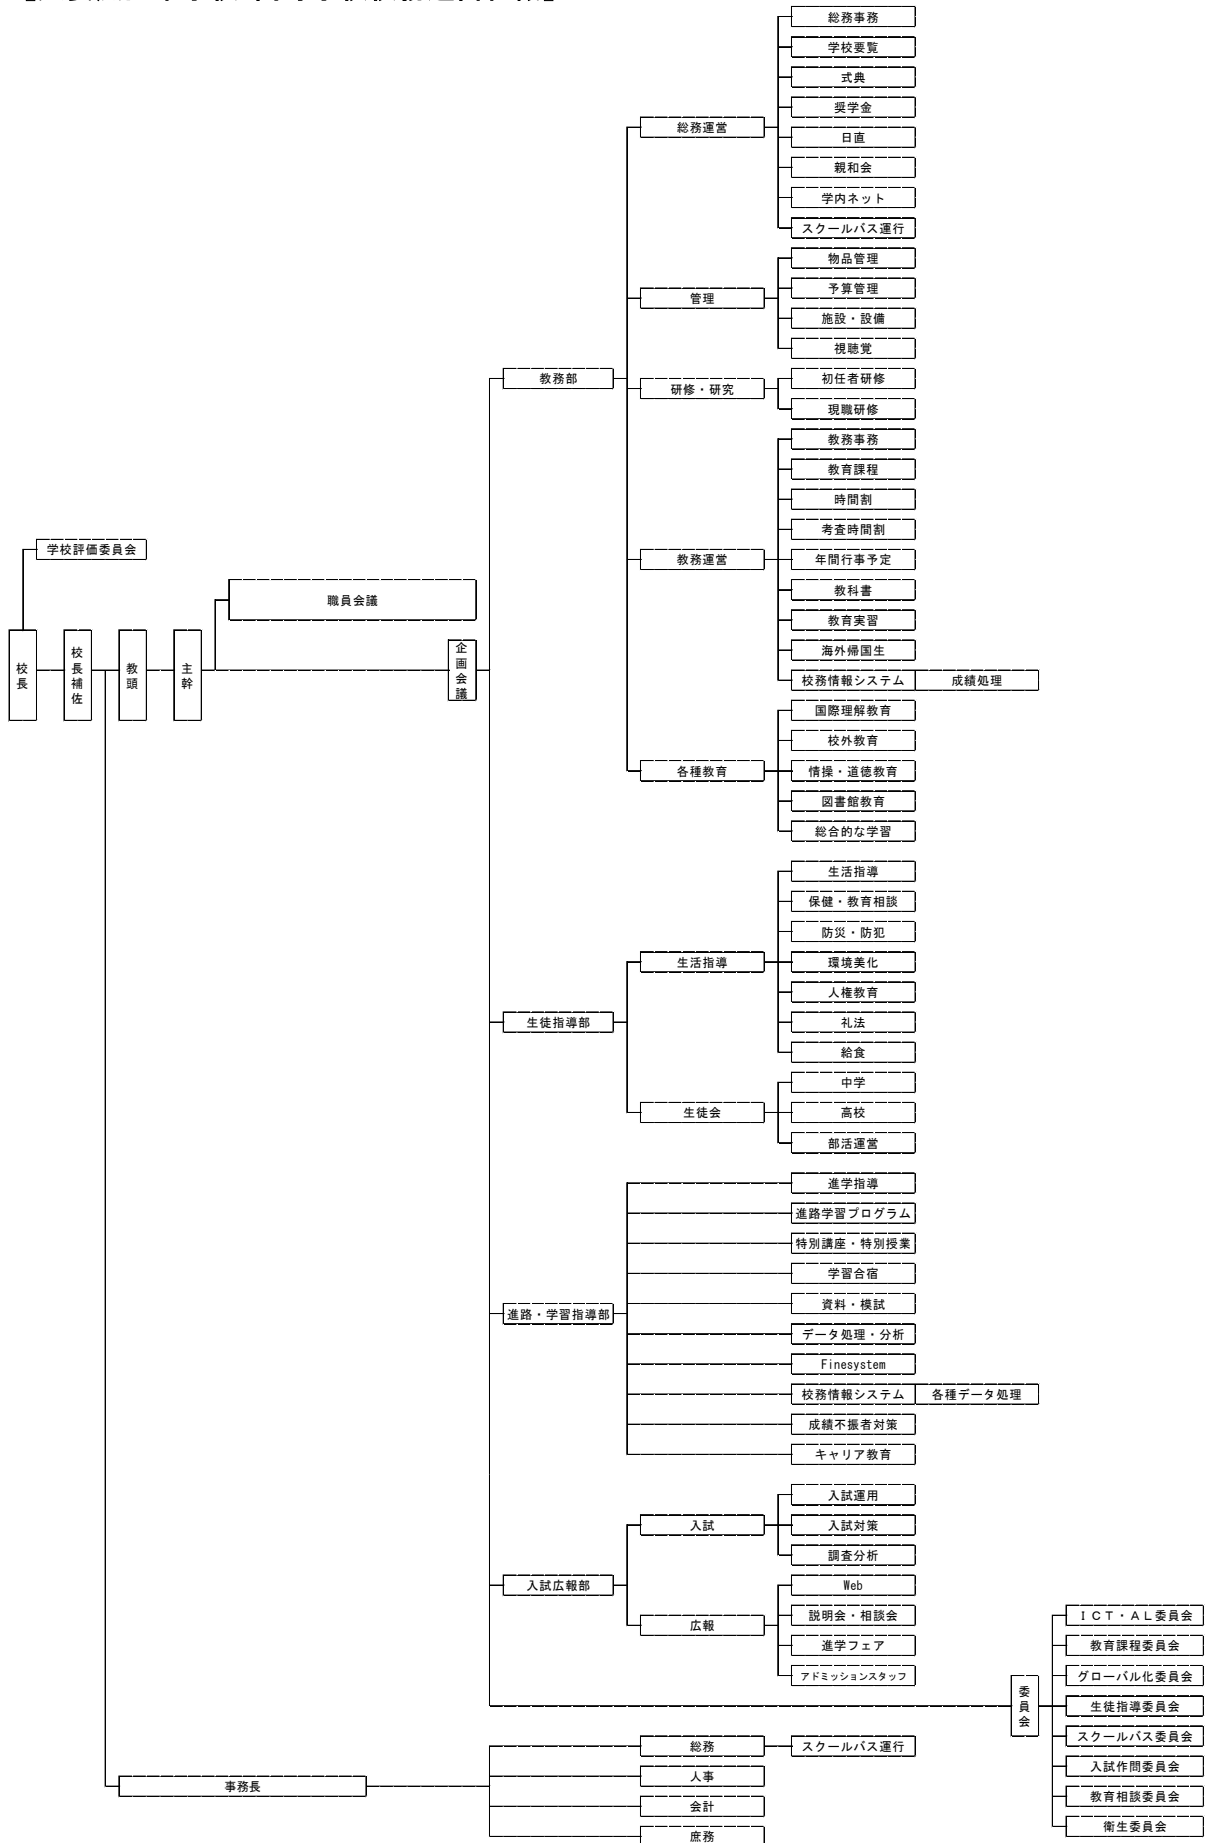 総務事務
学校要覧
式典
奨学金
総務運営
日直
親和会
学内ネット
スクールバス運行
物品管理
予算管理
管理
施設・設備
視聴覚
教務部
初任者研修
研修・研究
現職研修
教務事務
教育課程
時間割
考査時間割
教務運営
年間行事予定
教科書
教育実習
海外帰国生
校務情報システム 成績処理
学校評価委員会
職員会議
校長
校長補佐
教頭
主幹
企画会議
国際理解教育
校外教育
各種教育
情操・道徳教育
図書館教育
総合的な学習
生活指導
保健・教育相談
防災・防犯
生活指導
環境美化
人権教育
生徒指導部
礼法
給食
中学
生徒会
高校
部活運営
進学指導
進路学習プログラム
特別講座・特別授業
学習合宿
資料・模試
進路・学習指導部
データ処理・分析
Finesystem
校務情報システム 各種データ処理
成績不振者対策
キャリア教育
入試運用
入試
入試対策
調査分析
入試広報部
Web
広報
説明会・相談会
進学フェア
アドミッションスタッフ
委員会
ＩＣＴ・ＡＬ委員会
教育課程委員会
グローバル化委員会
生徒指導委員会
スクールバス委員会
入試作問委員会
教育相談委員会
衛生委員会
事務長
総務 スクールバス運行
人事
会計
庶務